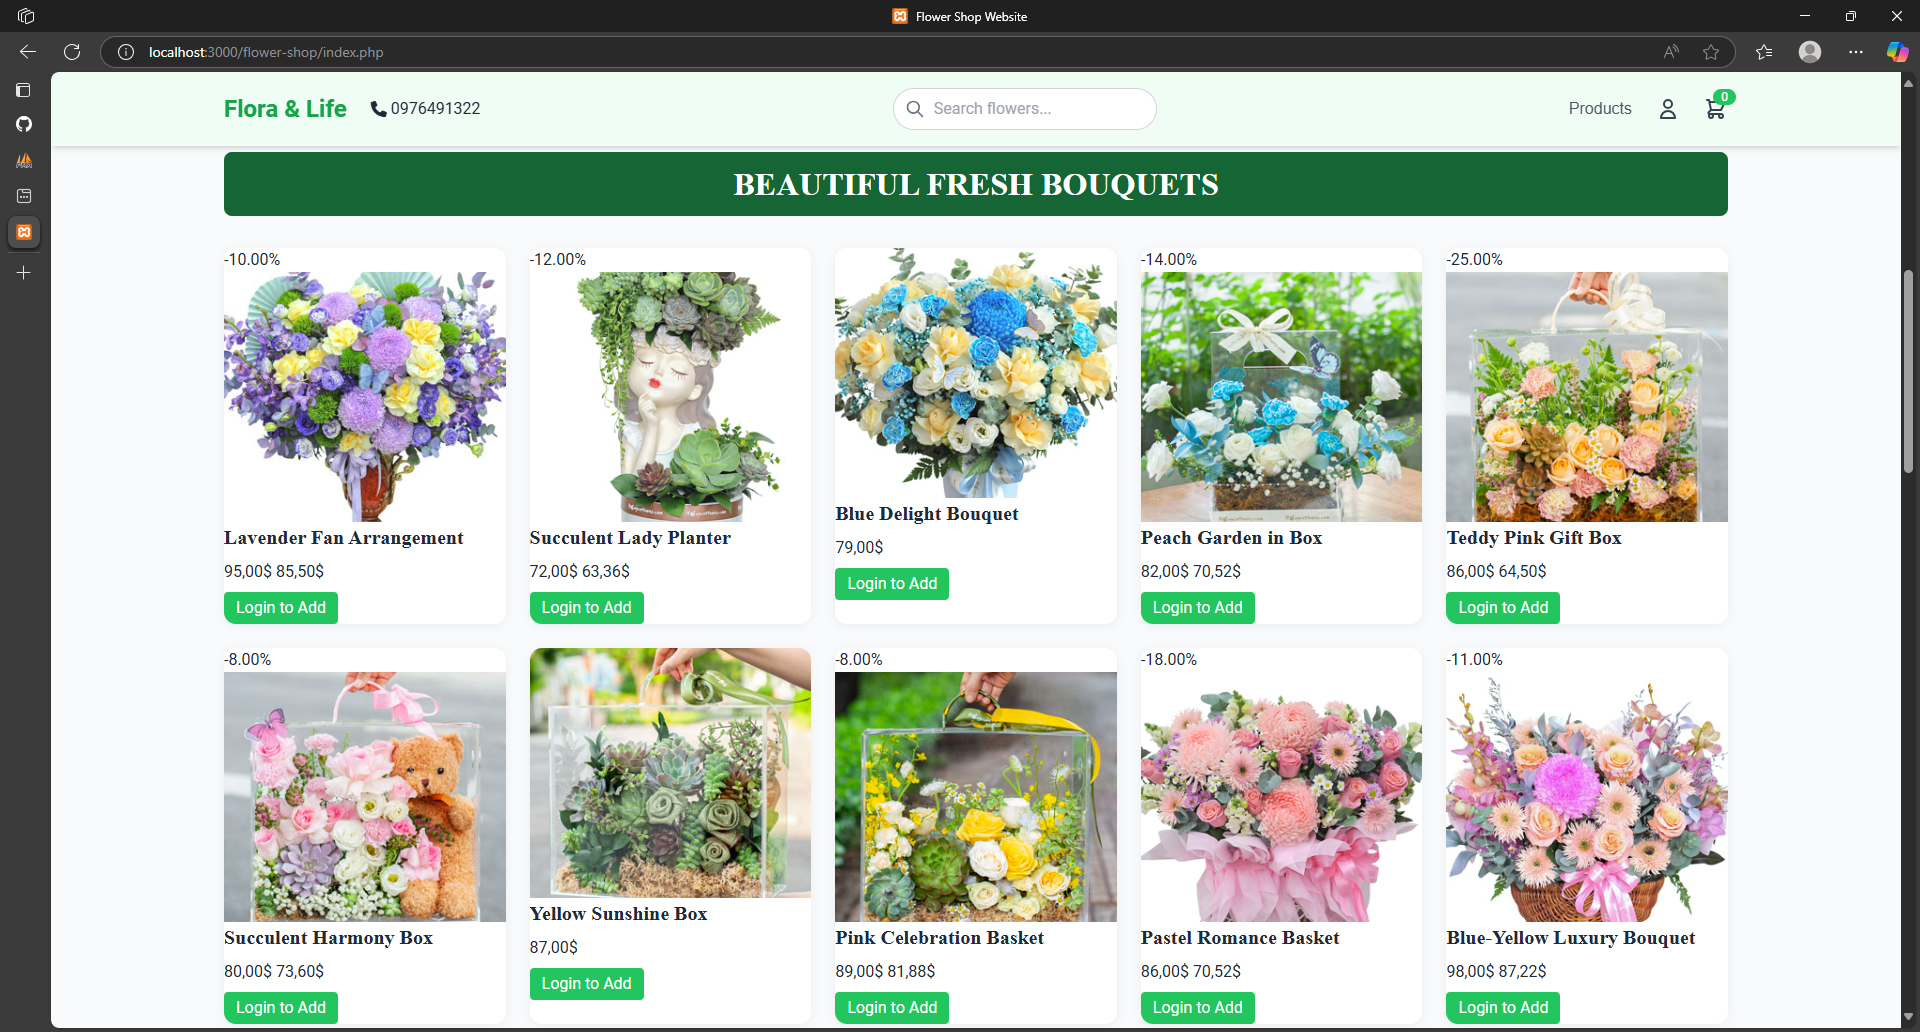 Flower Shop Website
localhost:3000/flower-shop/index.php
Flora & Life
0976491322
Search flowers...
Products
0
BEAUTIFUL FRESH BOUQUETS
-10.00%
Lavender Fan Arrangement
95,00$ 85,50$
Login to Add
-12.00%
Succulent Lady Planter
72,00$ 63,36$
Login to Add
Blue Delight Bouquet
79,00$
Login to Add
-14.00%
Peach Garden in Box
82,00$ 70,52$
Login to Add
-25.00%
Teddy Pink Gift Box
86,00$ 64,50$
Login to Add
-8.00%
Succulent Harmony Box
80,00$ 73,60$
Login to Add
Yellow Sunshine Box
87,00$
Login to Add
-8.00%
Pink Celebration Basket
89,00$ 81,88$
Login to Add
-18.00%
Pastel Romance Basket
86,00$ 70,52$
Login to Add
-11.00%
Blue-Yellow Luxury Bouquet
98,00$ 87,22$
Login to Add